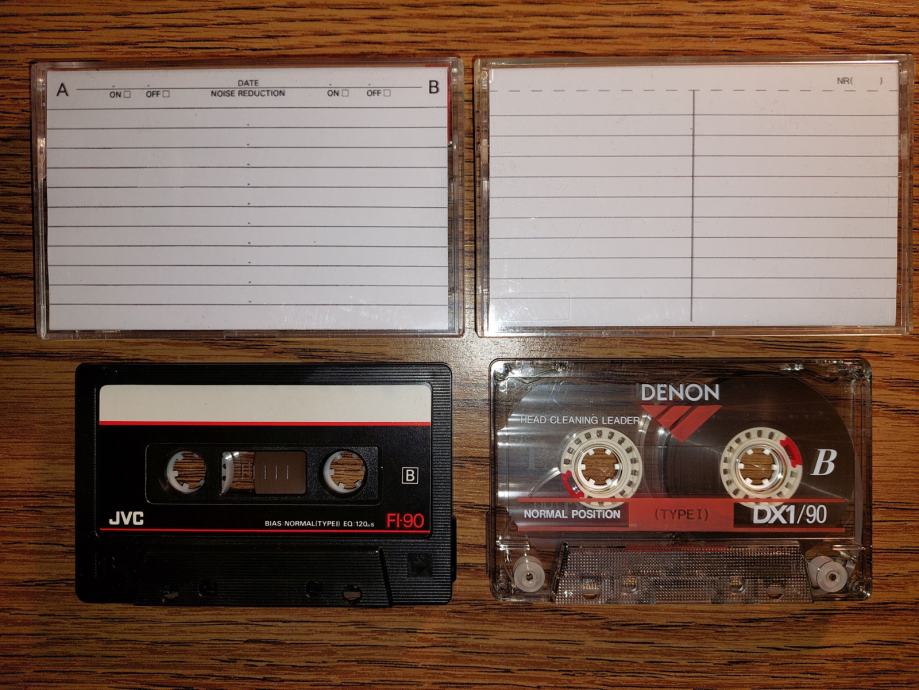 A DATE B
ON □ OFF □ NOISE REDUCTION ON □ OFF □
NR( )
B
JVC
BIAS NORMAL(TYPEI) EQ 120μs FI-90
DENON
HEAD CLEANING LEADER
B
NORMAL POSITION (TYPE I) DX1/90